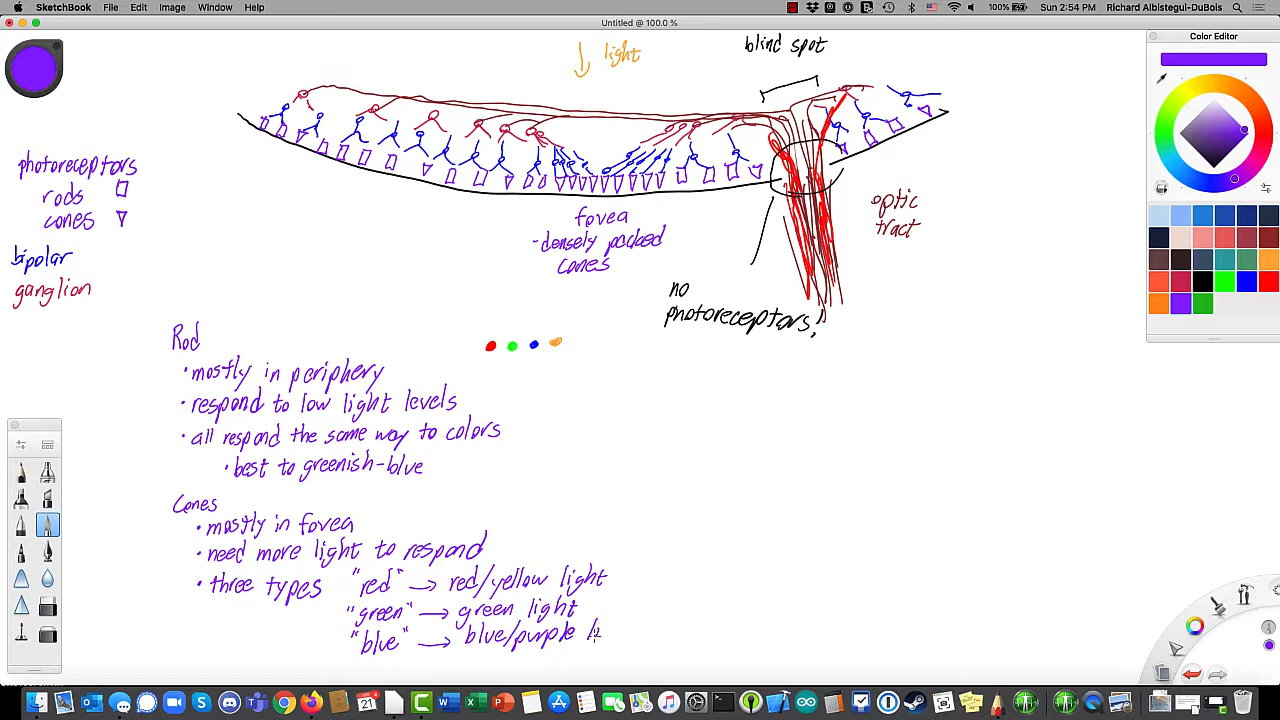 SketchBook File Edit Image Window Help 100% Sun 2:54 PM Richard Albistegui-DuBois
Untitled @ 100.0 %
Color Editor
light
blind spot
photoreceptors
rods
cones
bipolar
ganglion
optic
tract
fovea
-densely packed
cones
no
photoreceptors!
Rod
• mostly in periphery
• respond to low light levels
• all respond the same way to colors
• best to greenish-blue
Cones
• mostly in fovea
• need more light to respond
• three types "red" → red/yellow light
"green" → green light
"blue" → blue/purple